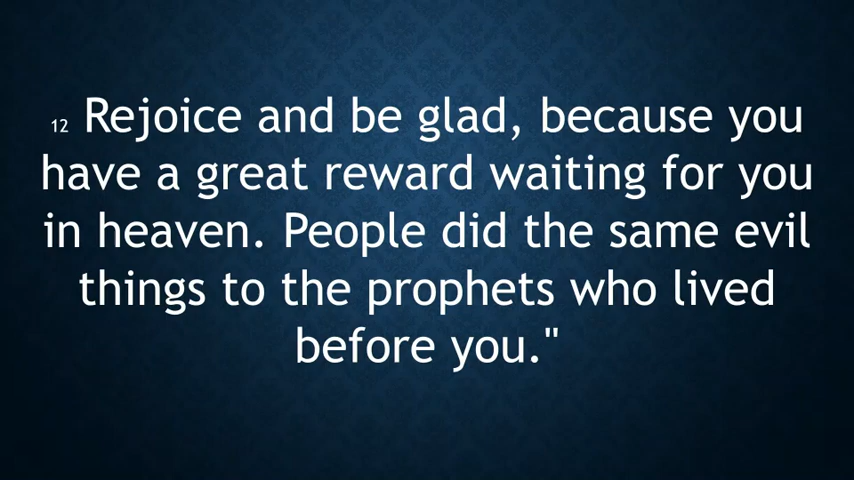 12 Rejoice and be glad, because you
have a great reward waiting for you
in heaven. People did the same evil
things to the prophets who lived
before you."